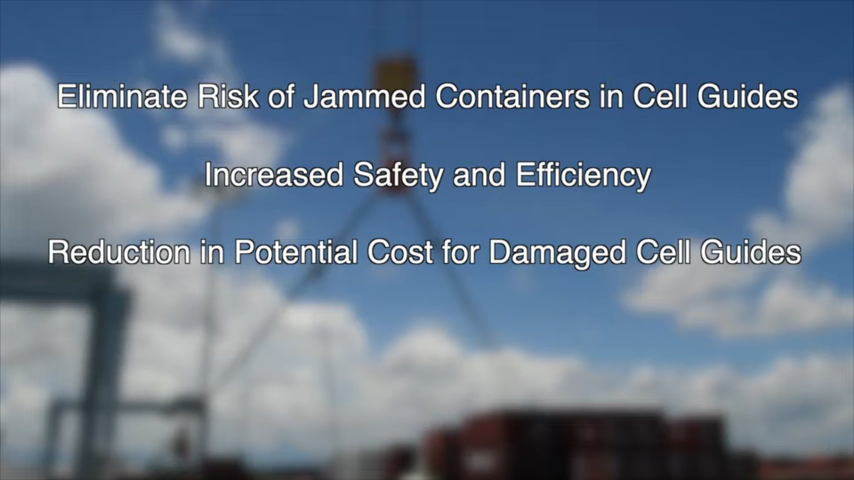 Eliminate Risk of Jammed Containers in Cell Guides
Increased Safety and Efficiency
Reduction in Potential Cost for Damaged Cell Guides